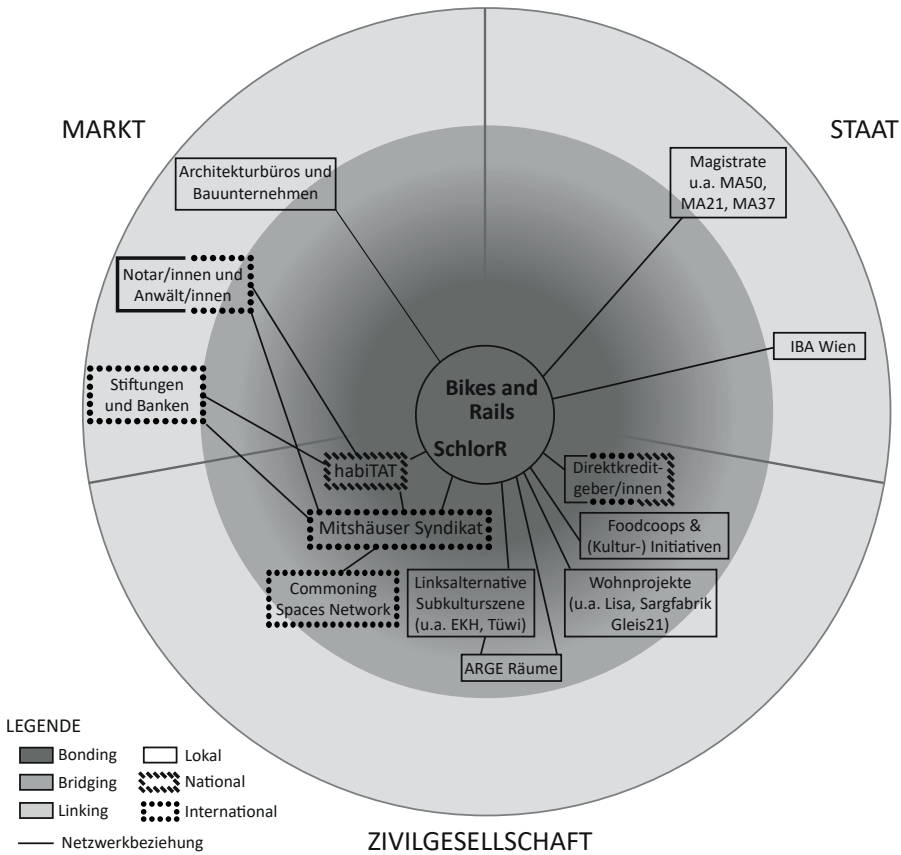 MARKT
STAAT
Architekturbüros und
Bauunternehmen
Magistrate
u.a. MA50,
MA21, MA37
Notar/innen und
Anwält/innen
IBA Wien
Stiftungen
und Banken
Bikes and
Rails
SchlorR
habiTAT
Direktkredit-
geber/innen
Mitshäuser Syndikat
Foodcoops &
(Kultur-) Initiativen
Commoning
Spaces Network
Linksalternative
Subkulturszene
(u.a. EKH, Tüwi)
Wohnprojekte
(u.a. Lisa, Sargfabrik
Gleis21)
ARGE Räume
LEGENDE
Bonding
Lokal
Bridging
National
Linking
International
Netzwerkbeziehung
ZIVILGESELLSCHAFT